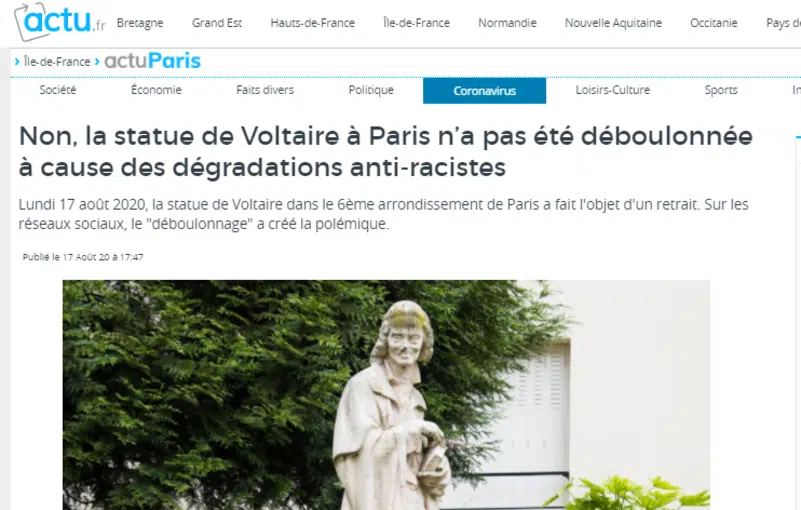 actu.fr Bretagne Grand Est Hauts-de-France Île-de-France Normandie Nouvelle Aquitaine Occitanie Pays
› Île-de-France › actuParis
Société Économie Faits divers Politique Coronavirus Loisirs-Culture Sports
Non, la statue de Voltaire à Paris n'a pas été déboulonnée
à cause des dégradations anti-racistes
Lundi 17 août 2020, la statue de Voltaire dans le 6ème arrondissement de Paris a fait l'objet d'un retrait. Sur les
réseaux sociaux, le "déboulonnage" a créé la polémique.
Publié le 17 Août 20 à 17:47